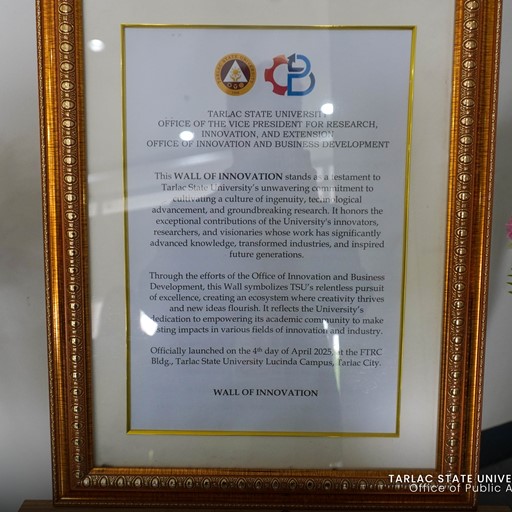 TARLAC STATE UNIVERSITY
OFFICE OF THE VICE PRESIDENT FOR RESEARCH,
INNOVATION, AND EXTENSION
OFFICE OF INNOVATION AND BUSINESS DEVELOPMENT
This WALL OF INNOVATION stands as a testament to
Tarlac State University's unwavering commitment to
cultivating a culture of ingenuity, technological
advancement, and groundbreaking research. It honors the
exceptional contributions of the University's innovators,
researchers, and visionaries whose work has significantly
advanced knowledge, transformed industries, and inspired
future generations.
Through the efforts of the Office of Innovation and Business
Development, this Wall symbolizes TSU's relentless pursuit
of excellence, creating an ecosystem where creativity thrives
and new ideas flourish. It reflects the University's
dedication to empowering its academic community to make
lasting impacts in various fields of innovation and industry.
Officially launched on the 4th day of April 2025, at the FTRC
Bldg., Tarlac State University Lucinda Campus, Tarlac City.
WALL OF INNOVATION
TARLAC STATE UNIVE
Office of Public A